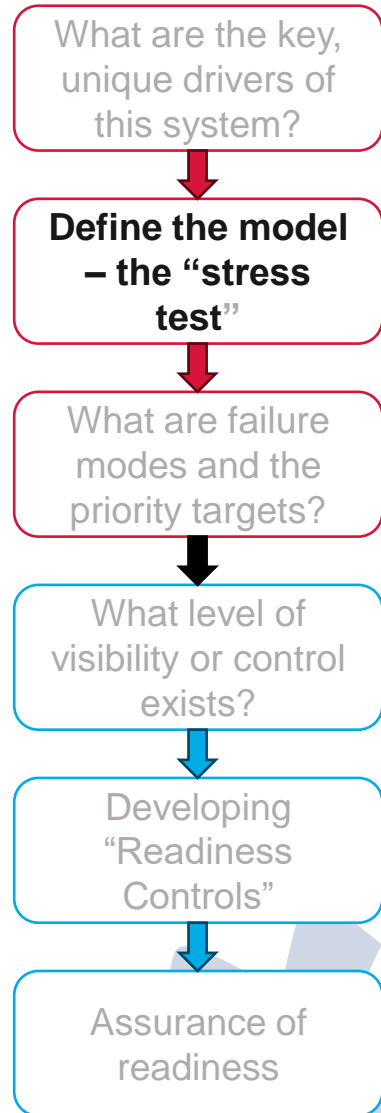 What are the key,
unique drivers of
this system?
Define the model
– the “stress
test”
What are failure
modes and the
priority targets?
What level of
visibility or control
exists?
Developing
“Readiness
Controls”
Assurance of
readiness